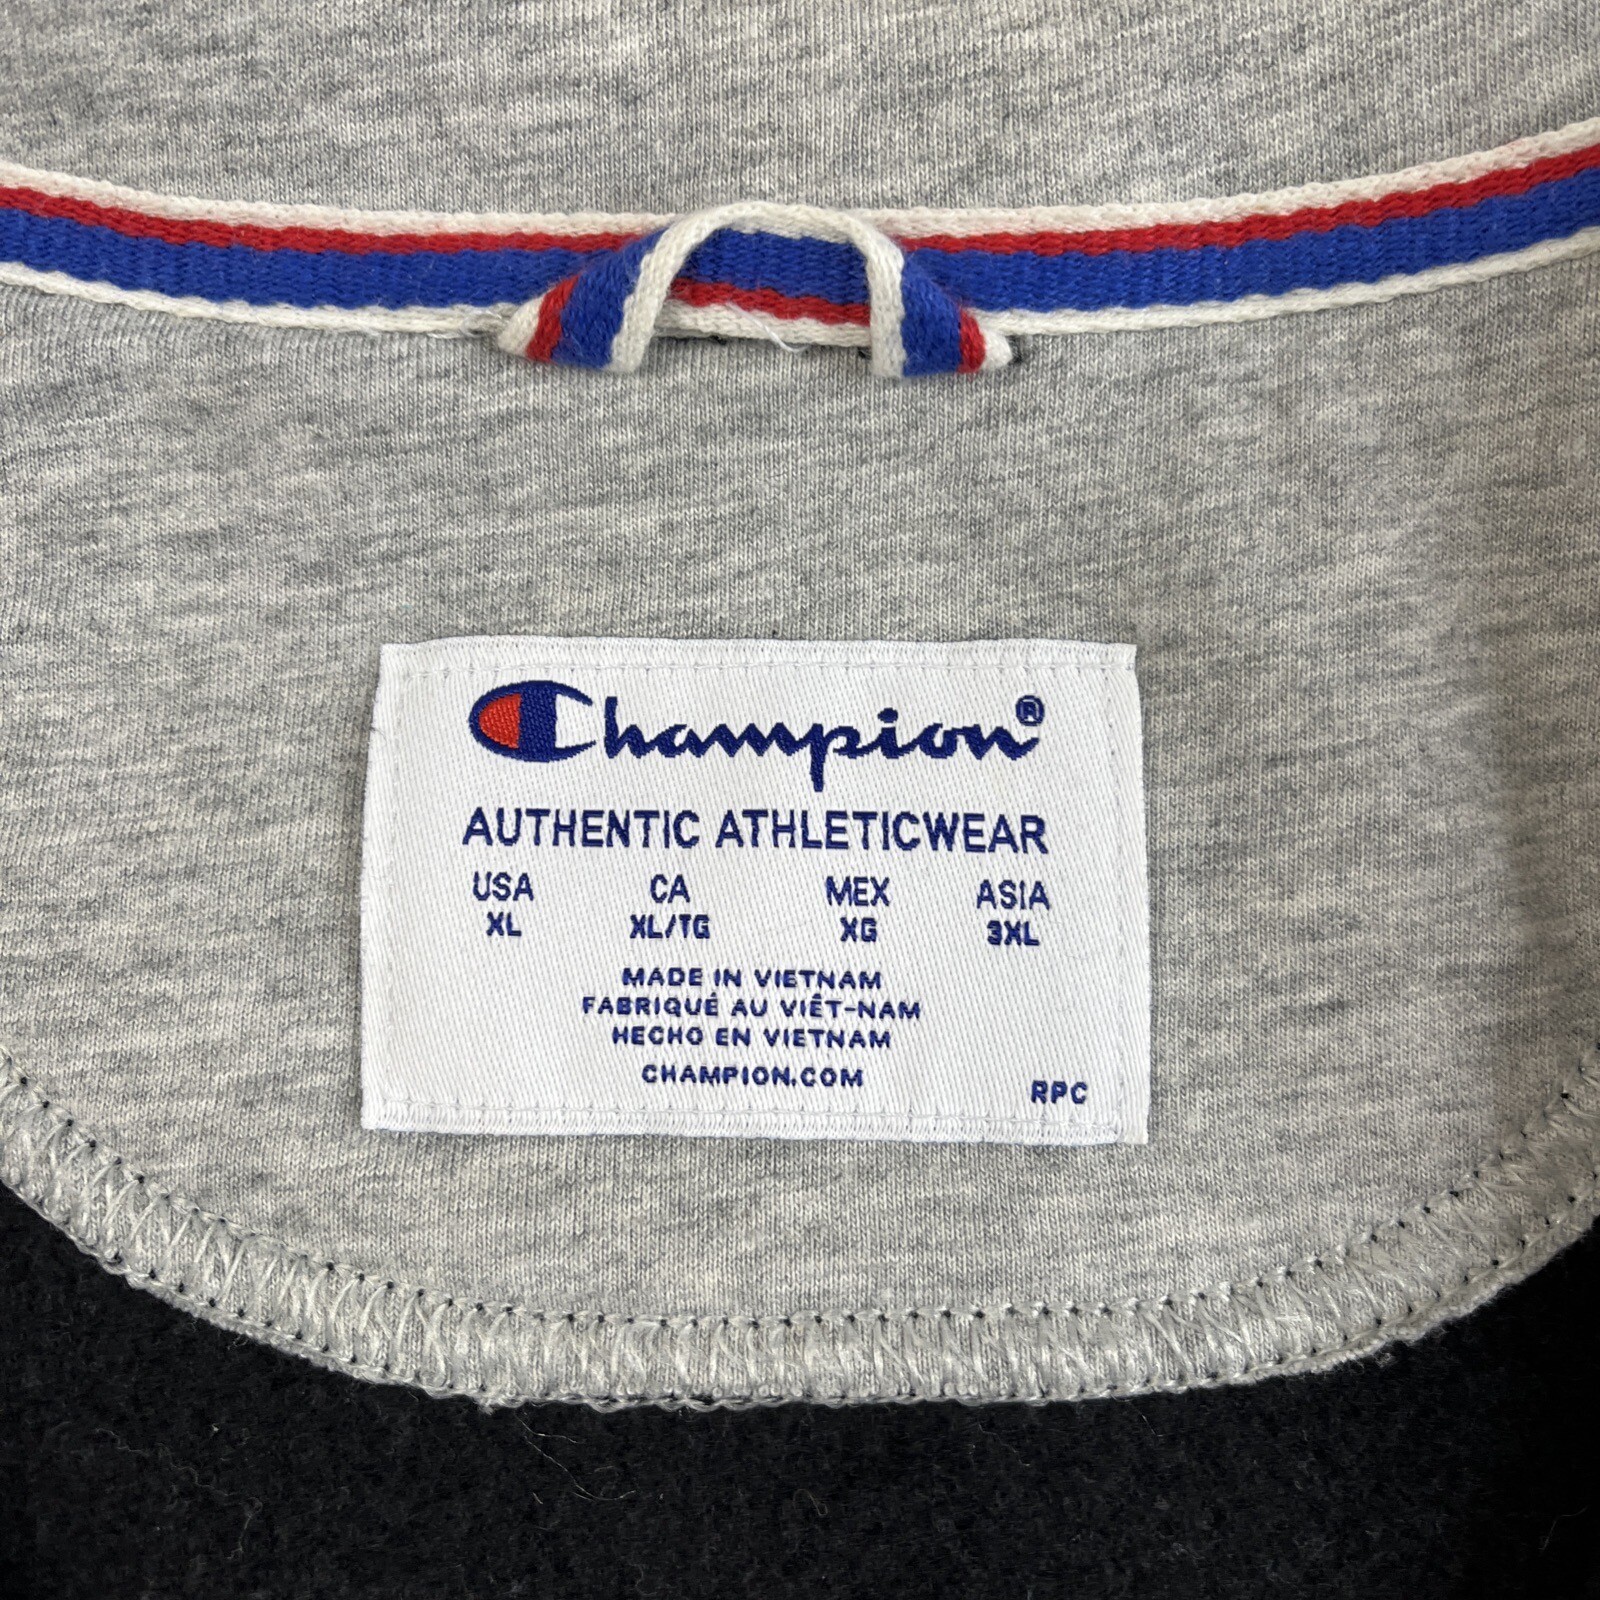 Champion®
AUTHENTIC ATHLETICWEAR
USA CA MEX ASIA
XL XL/TG XG 3XL
MADE IN VIETNAM
FABRIQUÉ AU VIÊT-NAM
HECHO EN VIETNAM
CHAMPION.COM
RPC